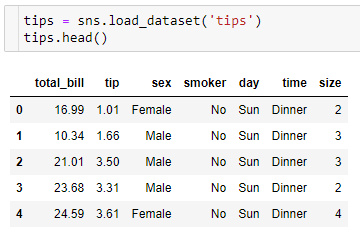 tips = sns.load_dataset('tips')
tips.head()
total_bill tip sex smoker day time size
0 16.99 1.01 Female No Sun Dinner 2
1 10.34 1.66 Male No Sun Dinner 3
2 21.01 3.50 Male No Sun Dinner 3
3 23.68 3.31 Male No Sun Dinner 2
4 24.59 3.61 Female No Sun Dinner 4